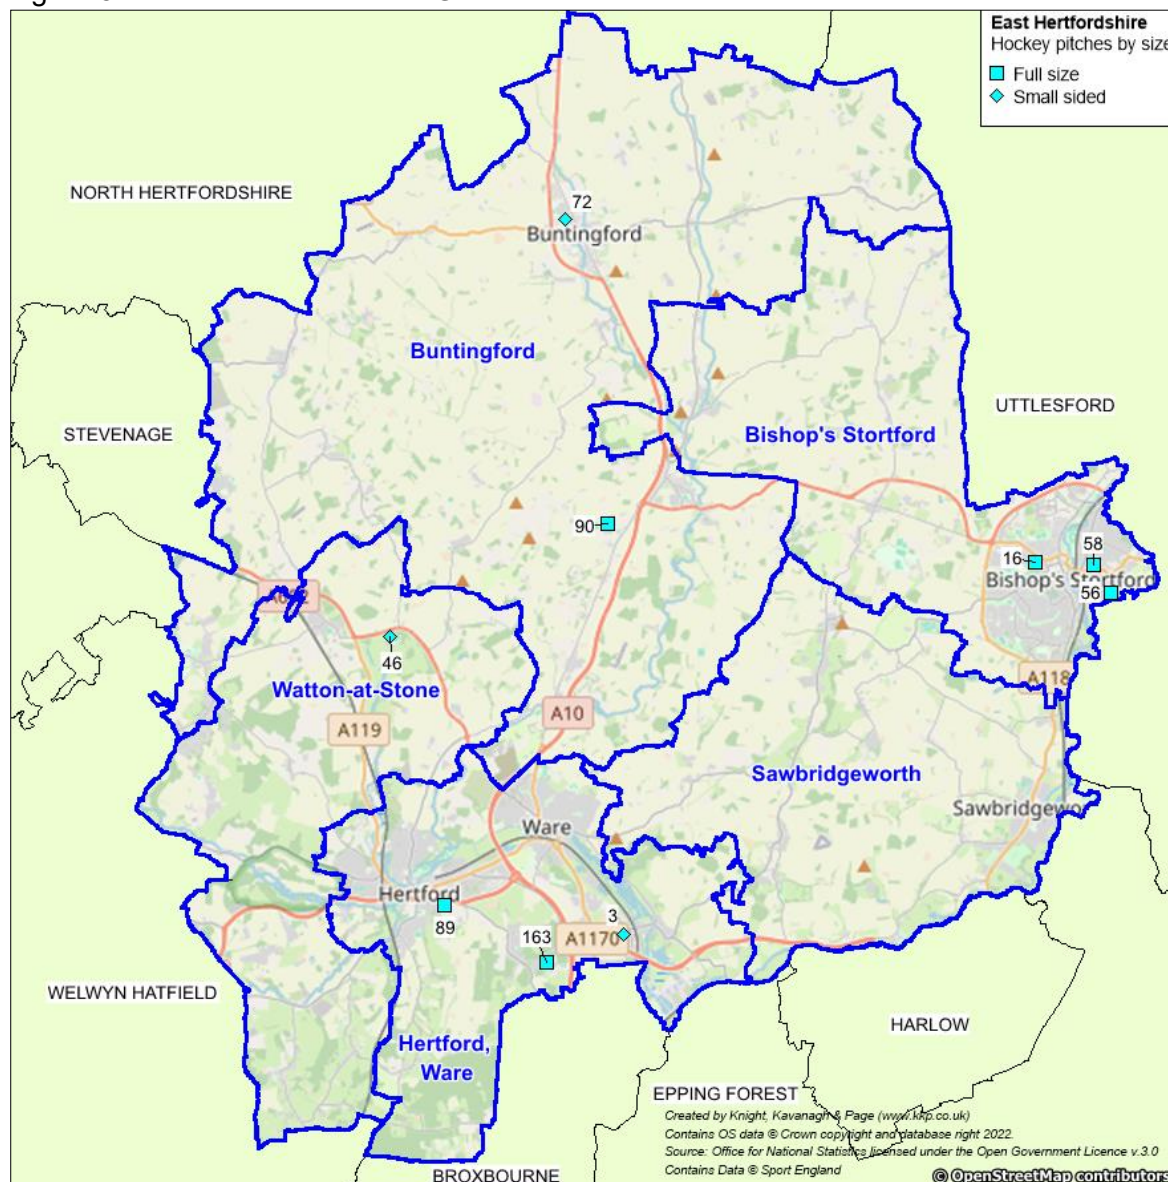 East Hertfordshire
Hockey pitches by size
Full size
Small sided
NORTH HERTFORDSHIRE
72
Buntingford
Buntingford
UTTLESFORD
STEVENAGE
Bishop's Stortford
90
16
58
Bishop's Stortford
56
46
Watton-at-Stone
A118
A10
A119
Sawbridgeworth
Sawbridgewor
Ware
Hertford
89
3
163
A1170
WELWYN HATFIELD
HARLOW
Hertford,
Ware
EPPING FOREST
Created by Knight, Kavanagh & Page (www.kkp.co.uk)
Contains OS data © Crown copyright and database right 2022.
Source: Office for National Statistics licensed under the Open Government Licence v.3.0
Contains Data © Sport England
BROXBOURNE
© OpenStreetMap contributors